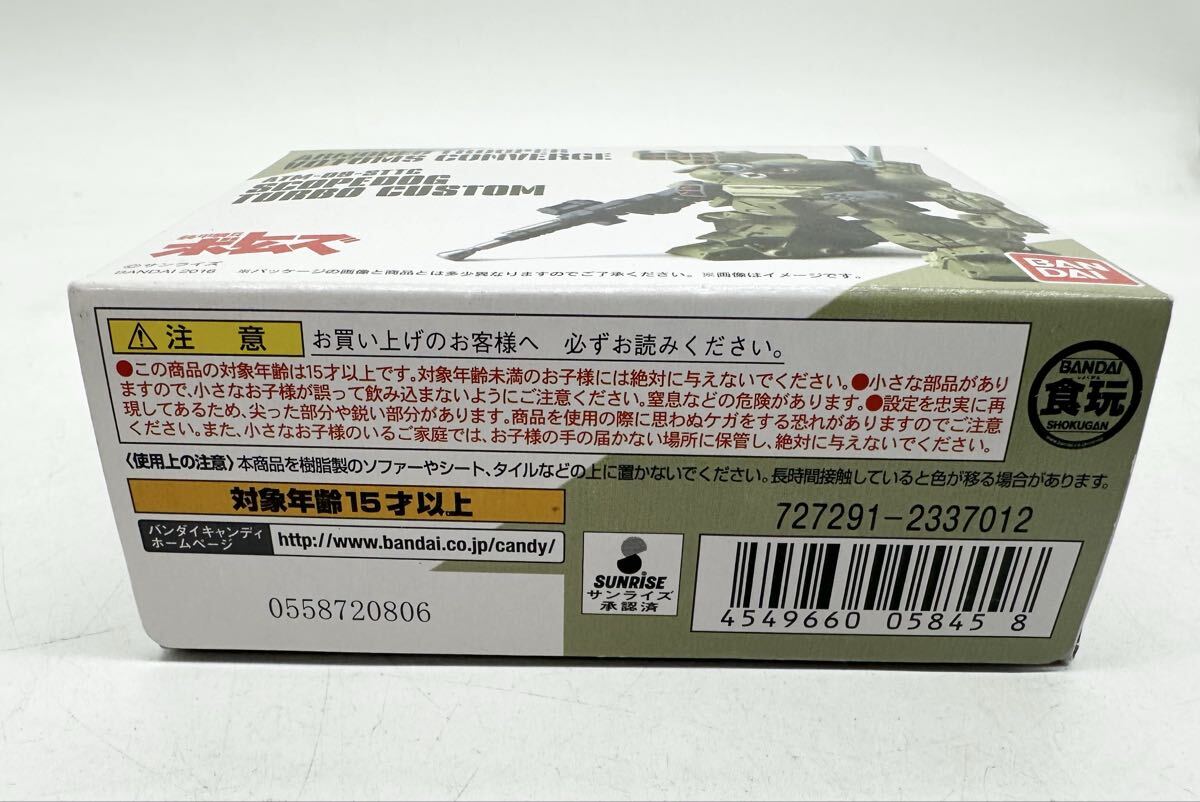 ARMORED TROOPER
VOTOMS CONVERGE
ATM-09-STTC
SCOPEDOG
TURBO CUSTOM
装甲騎兵
ボトムズ
©サンライズ
BANDAI 2016 ※パッケージの画像と商品とは多少異なりますのでご了承ください。※画像はイメージです。
BAN
DAI
注意 お買い上げのお客様へ 必ずお読みください。
●この商品の対象年齢は15才以上です。対象年齢未満のお子様には絶対に与えないでください。●小さな部品があり
ますので、小さなお子様が誤って飲み込まないようにご注意ください。窒息などの危険があります。●設定を忠実に再
現してあるため、尖った部分や鋭い部分があります。商品を使用の際に思わぬケガをする恐れがありますのでご注意
ください。また、小さなお子様のいるご家庭では、お子様の手の届かない場所に保管し、絶対に与えないでください。
〈使用上の注意〉本商品を樹脂製のソファーやシート、タイルなどの上に置かないでください。長時間接触していると色が移る場合があります。
BANDAI
しょくがん
食玩
SHOKUGAN
対象年齢15才以上
バンダイキャンディ
ホームページ
http://www.bandai.co.jp/candy/
0558720806
SUNRISE
サンライズ
承認済
727291-2337012
4549660 05845 8